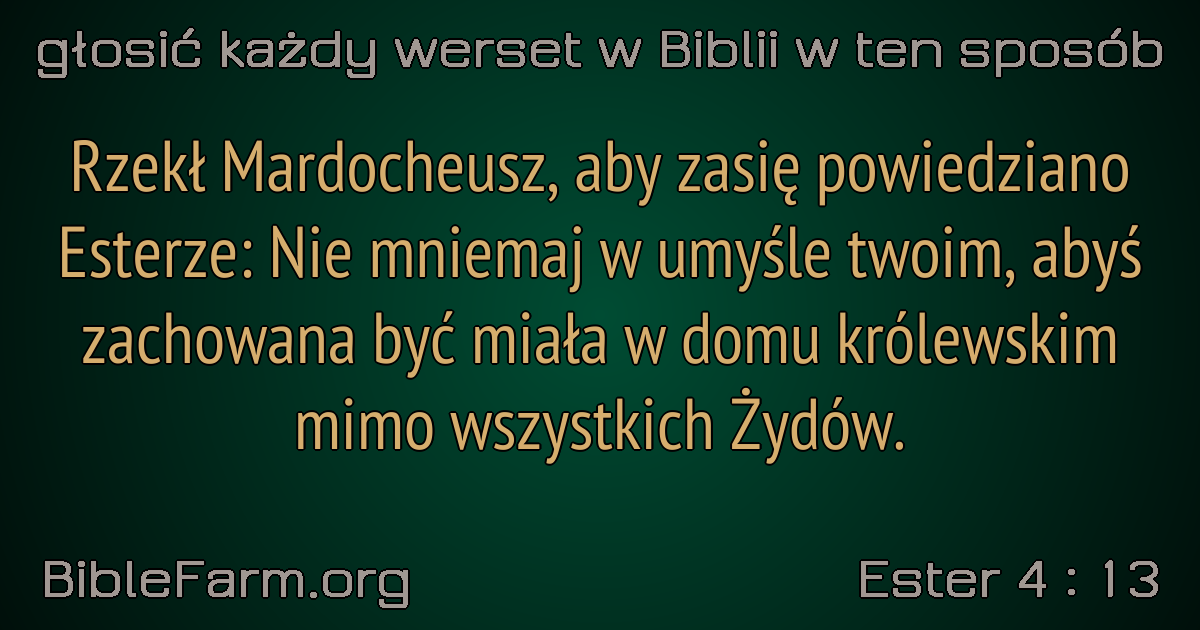 głosić każdy werset w Biblii w ten sposób
Rzekł Mardocheusz, aby zasię powiedziano
Esterze: Nie mniemaj w umyśle twoim, abyś
zachowana być miała w domu królewskim
mimo wszystkich Żydów.
BibleFarm.org
Ester 4 : 13